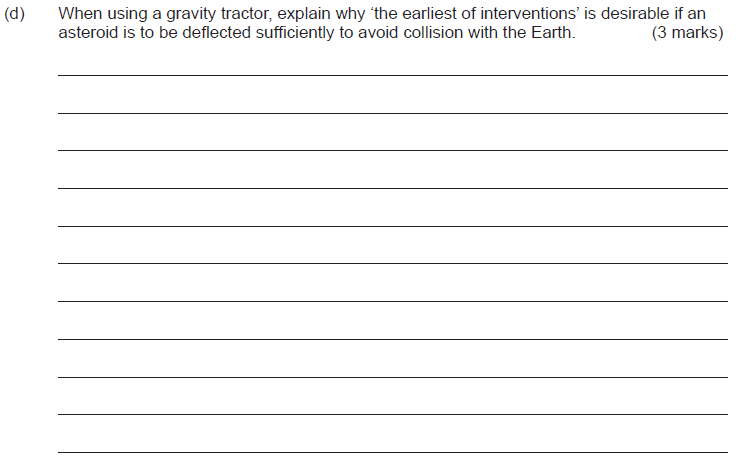 (d) When using a gravity tractor, explain why ‘the earliest of interventions’ is desirable if an
asteroid is to be deflected sufficiently to avoid collision with the Earth. (3 marks)